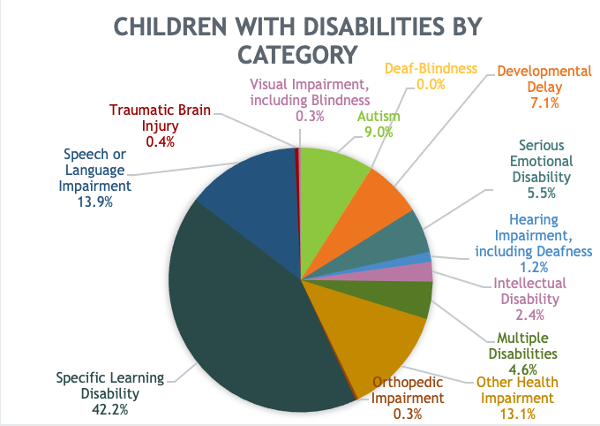 CHILDREN WITH DISABILITIES BY
CATEGORY
Visual Impairment,
including Blindness
0.3%
Deaf-Blindness
0.0%
Developmental
Delay
7.1%
Traumatic Brain
Injury
0.4%
Autism
9.0%
Speech or
Language
Impairment
13.9%
Serious
Emotional
Disability
5.5%
Hearing
Impairment,
including Deafness
1.2%
Intellectual
Disability
2.4%
Multiple
Disabilities
4.6%
Specific Learning
Disability
42.2%
Orthopedic
Impairment
0.3%
Other Health
Impairment
13.1%